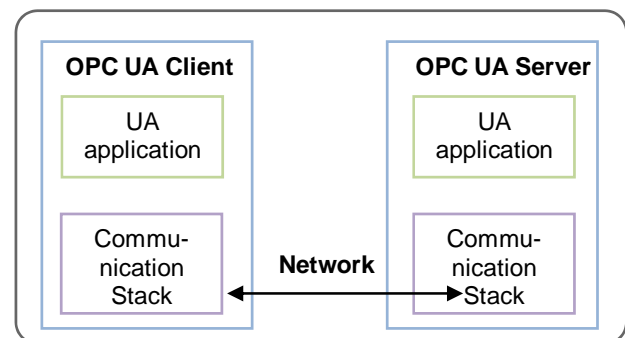 OPC UA Client
UA
application
Commu-
nication
Stack
Network
OPC UA Server
UA
application
Commu-
nication
Stack